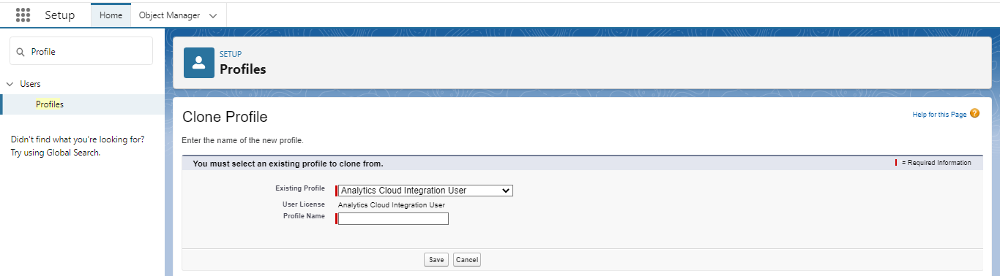 Setup Home Object Manager
Profile
Users
Profiles
Didn't find what you're looking for?
Try using Global Search.
SETUP
Profiles
Clone Profile
Help for this Page ?
Enter the name of the new profile.
You must select an existing profile to clone from.
= Required Information
Existing Profile Analytics Cloud Integration User
User License Analytics Cloud Integration User
Profile Name
Save Cancel